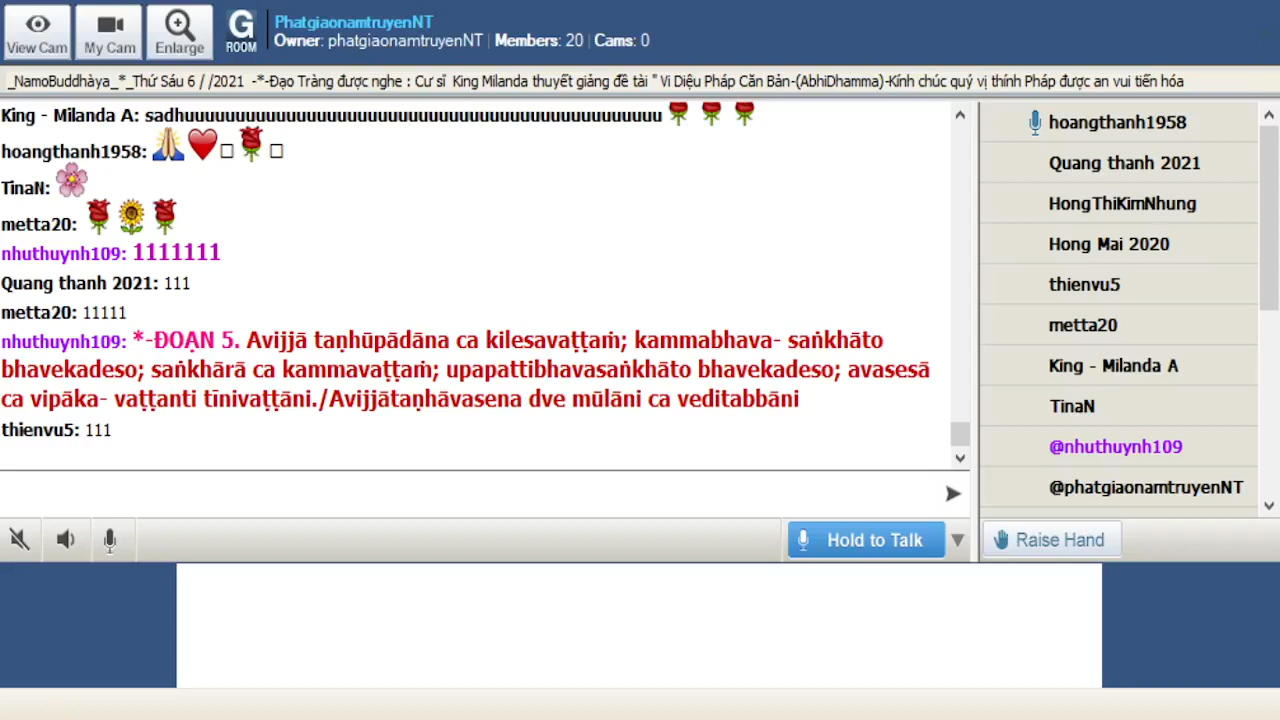 View Cam
My Cam
Enlarge
G
ROOM
PhatgiaonamtruyenNT
Owner: phatgiaonamtruyenNT | Members: 20 | Cams: 0
_NamoBuddhàya_*_Thứ Sáu 6 / /2021 -*-Đạo Tràng được nghe : Cư sĩ King Milanda thuyết giảng đề tài " Vi Diệu Pháp Căn Bản-(AbhiDhamma)-Kính chúc quý vị thính Pháp được an vui tiến hóa
King - Milanda A: sadhuuuuuuuuuuuuuuuuuuuuuuuuuuuuuuuuuuuuuuuuuuuuuuu
hoangthanh1958:
TinaN:
metta20:
nhuthuynh109: 1111111
Quang thanh 2021: 111
metta20: 11111
nhuthuynh109: *-ĐOẠN 5. Avijjā taṇhūpādāna ca kilesavaṭṭaṁ; kammabhava- saṅkhāto
bhavekadeso; saṅkhārā ca kammavaṭṭaṁ; upapattibhavasaṅkhāto bhavekadeso; avasesā
ca vipāka- vaṭṭanti tīnivaṭṭāni./Avijjātaṇhāvasena dve mūlāni ca veditabbāni
thienvu5: 111
hoangthanh1958
Quang thanh 2021
HongThiKimNhung
Hong Mai 2020
thienvu5
metta20
King - Milanda A
TinaN
@nhuthuynh109
@phatgiaonamtruyenNT
Hold to Talk
Raise Hand